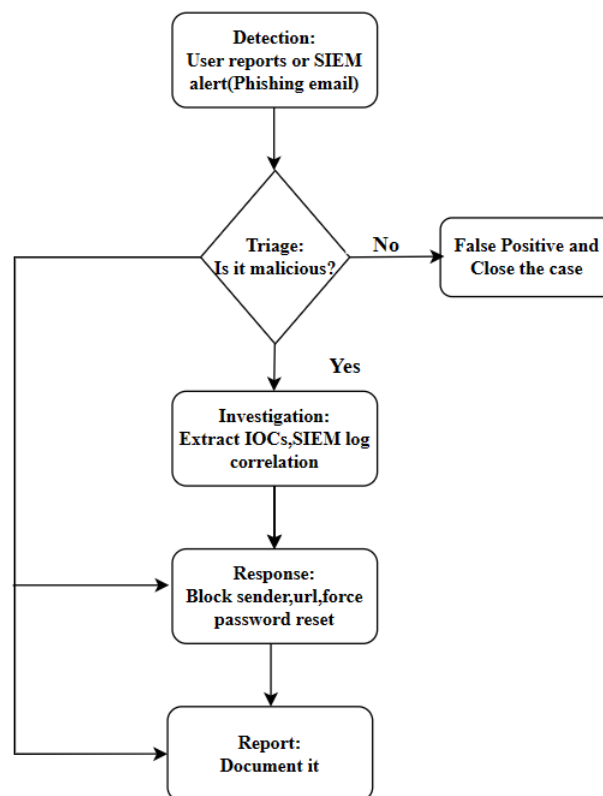 Detection:
User reports or SIEM
alert(Phishing email)
Triage:
Is it malicious?
No
False Positive and
Close the case
Yes
Investigation:
Extract IOCs,SIEM log
correlation
Response:
Block sender,url,force
password reset
Report:
Document it